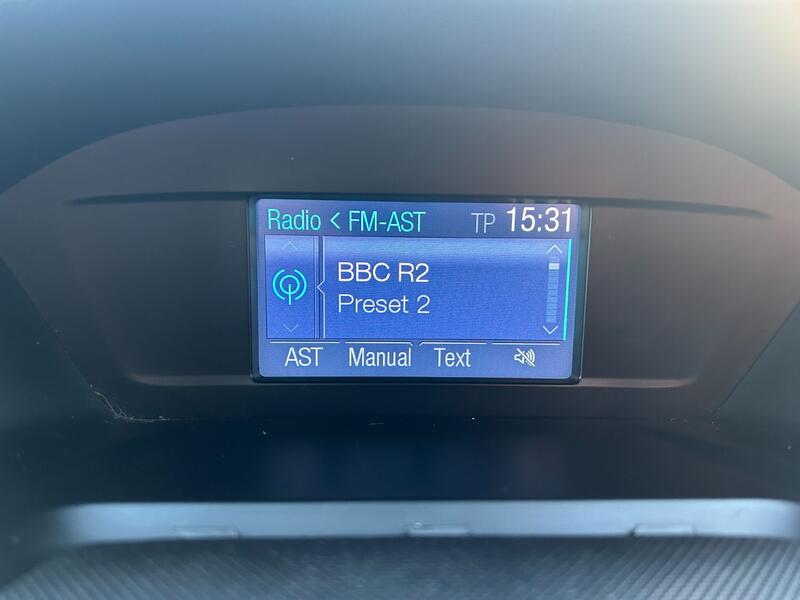 Radio < FM-AST TP 15:31
BBC R2
Preset 2
AST Manual Text